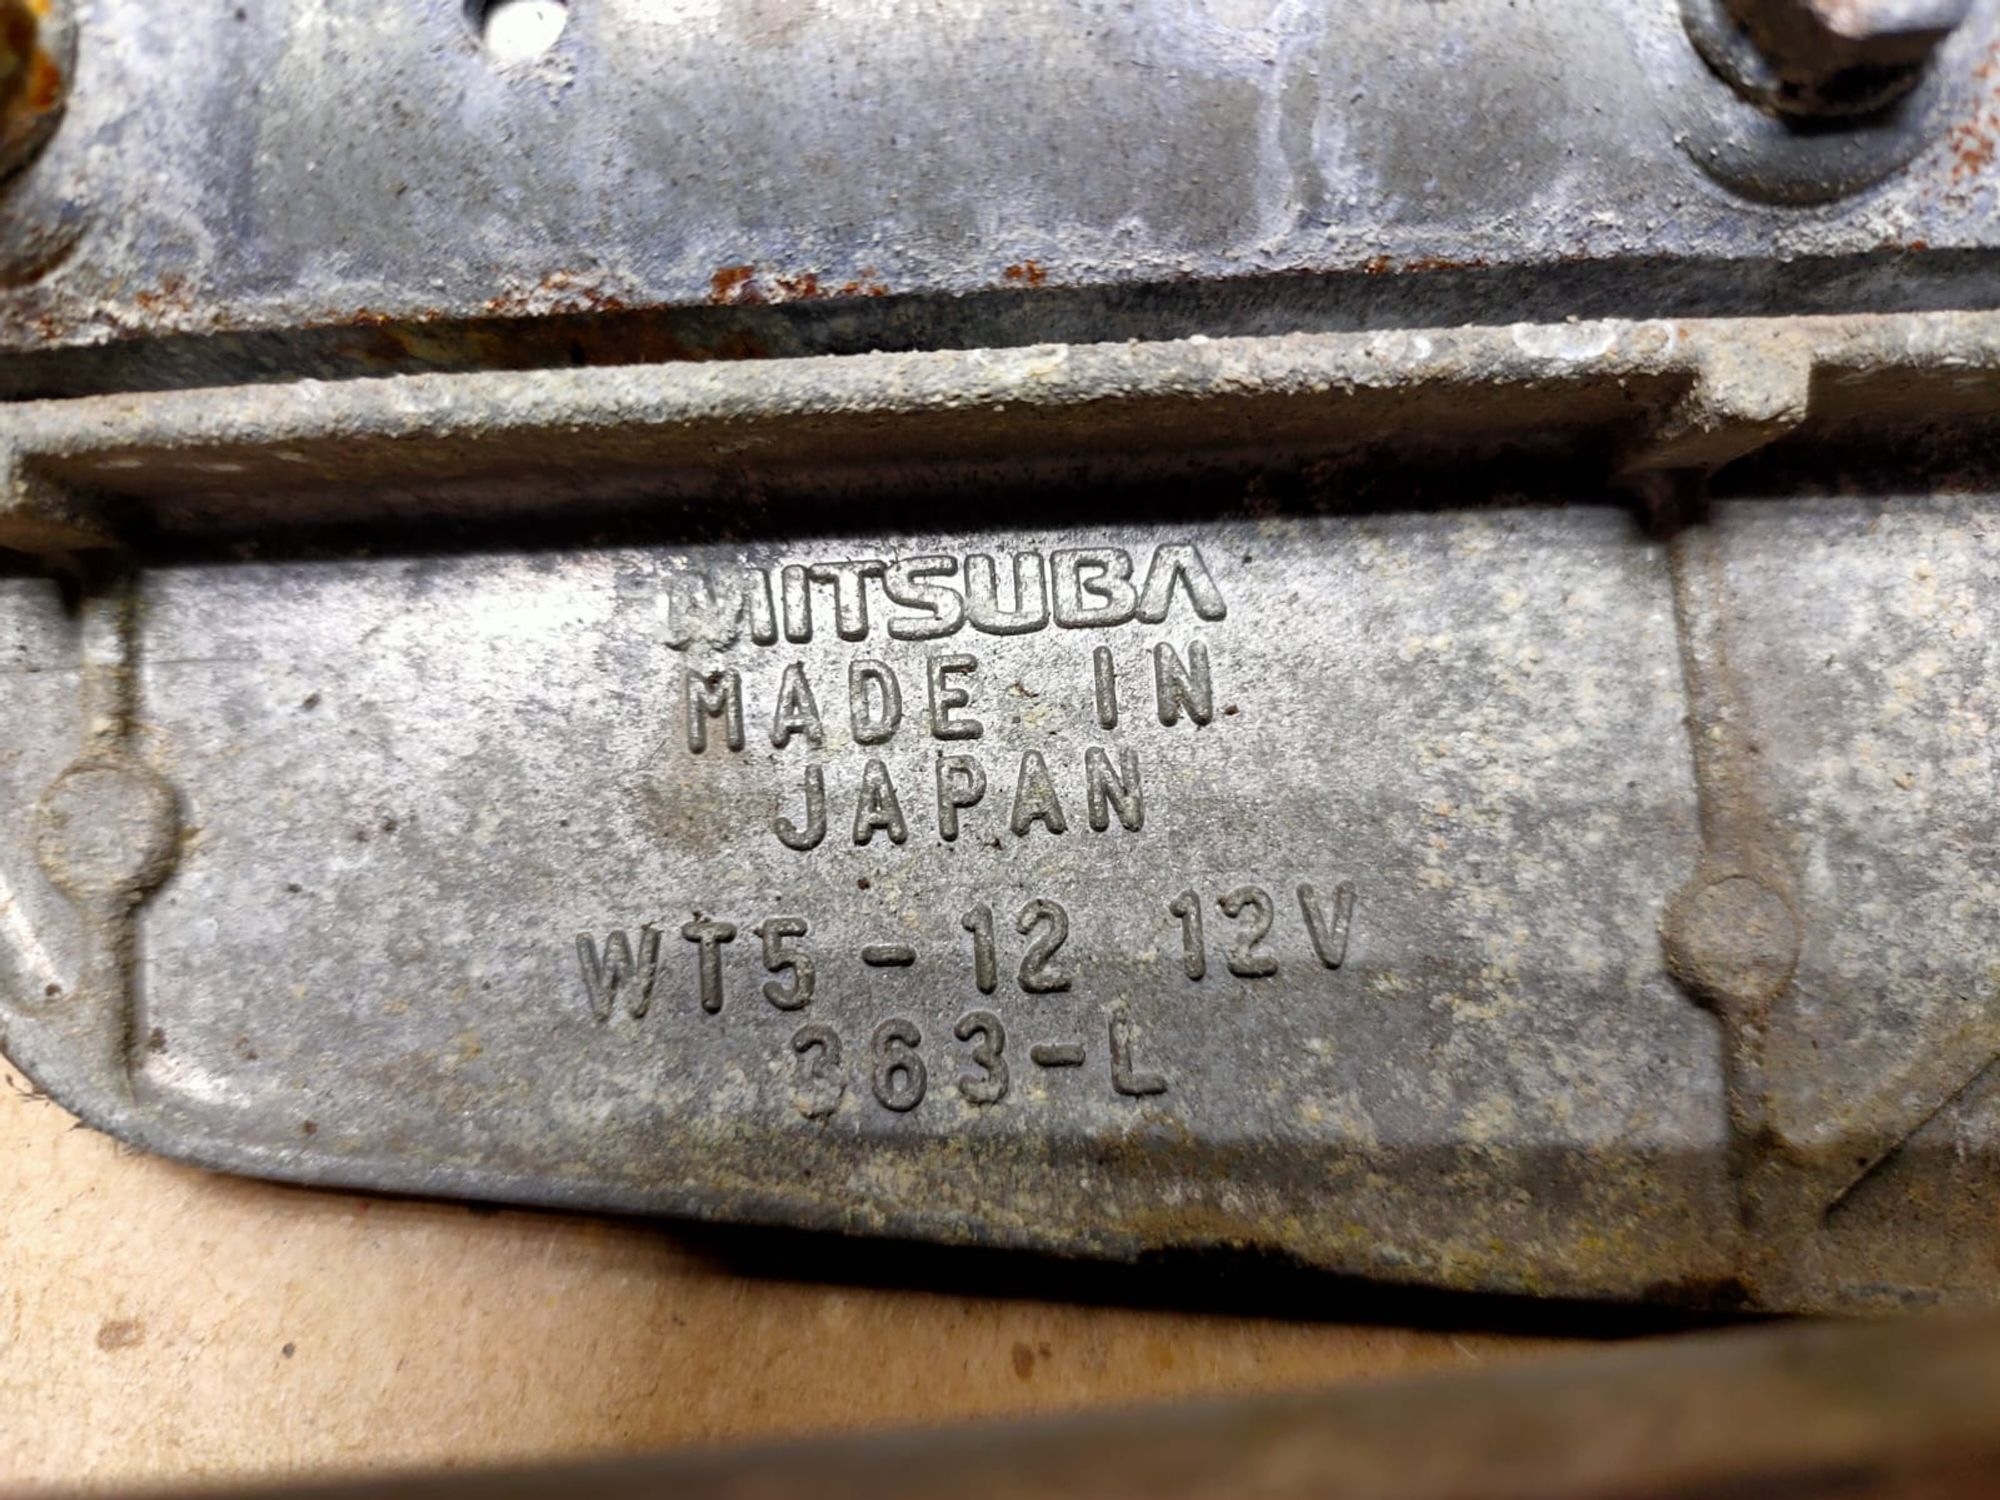 MITSUBA
MADE IN
JAPAN
WT5-12 12V
363-L